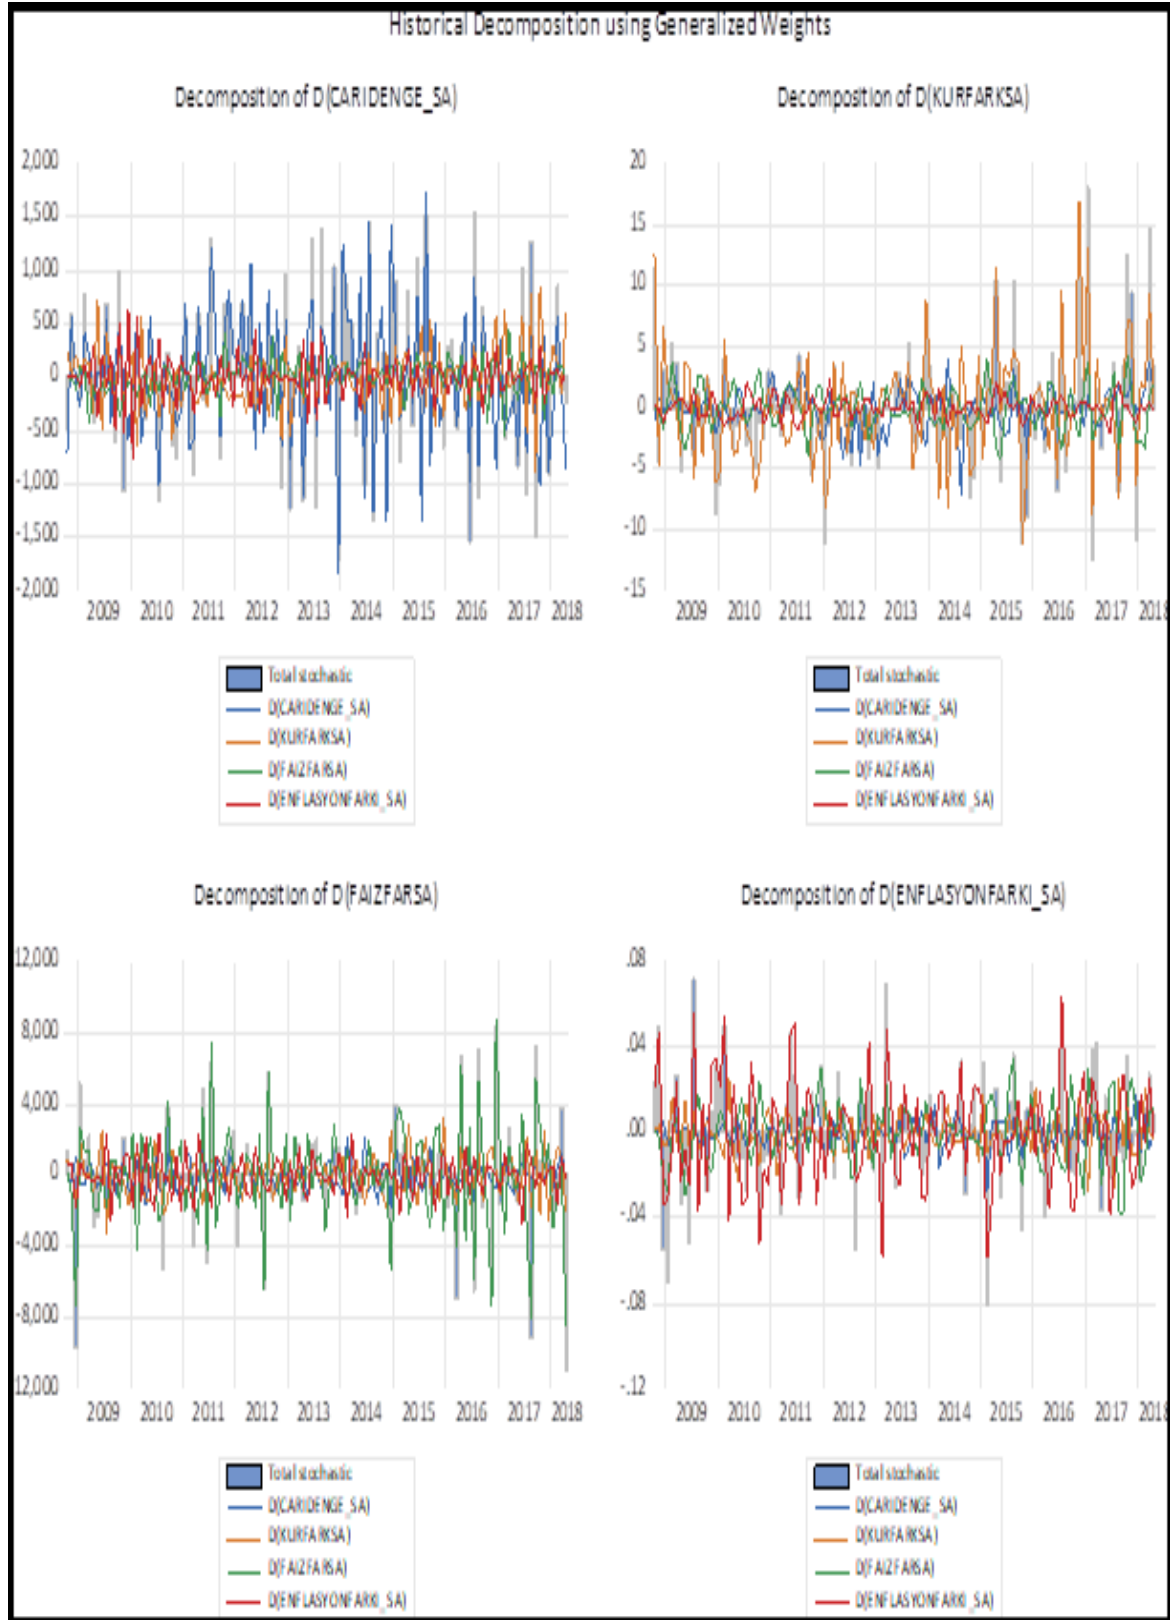 Historical Decomposition using Generalized Weights
Decomposition of D(CARIDENGE_SA)
2,000
1,500
1,000
500
0
-500
-1,000
-1,500
-2,000
2009 2010 2011 2012 2013 2014 2015 2016 2017 2018
Total stochastic
D(CARIDENGE_SA)
D(KURFARKSA)
D(FAIZFARSA)
D(ENFLASYONFARKI_SA)
Decomposition of D(KURFARKSA)
20
15
10
5
0
-5
-10
-15
2009 2010 2011 2012 2013 2014 2015 2016 2017 2018
Total stochastic
D(CARIDENGE_SA)
D(KURFARKSA)
D(FAIZFARSA)
D(ENFLASYONFARKI_SA)
Decomposition of D(FAIZFARSA)
12,000
8,000
4,000
0
-4,000
-8,000
12,000
2009 2010 2011 2012 2013 2014 2015 2016 2017 2018
Total stochastic
D(CARIDENGE_SA)
D(KURFARKSA)
D(FAIZFARSA)
D(ENFLASYONFARKI_SA)
Decomposition of D(ENFLASYONFARKI_SA)
.08
.04
.00
-.04
-.08
-.12
2009 2010 2011 2012 2013 2014 2015 2016 2017 2018
Total stochastic
D(CARIDENGE_SA)
D(KURFARKSA)
D(FAIZFARSA)
D(ENFLASYONFARKI_SA)